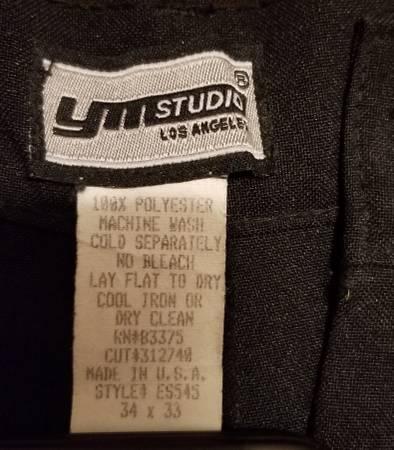 ym STUDIO ®
LOS ANGELES
100% POLYESTER
MACHINE WASH
COLD SEPARATELY
NO BLEACH
LAY FLAT TO DRY
COOL IRON OR
DRY CLEAN
RN#83375
CUT#312740
MADE IN U.S.A.
STYLE# ES545
34 x 33